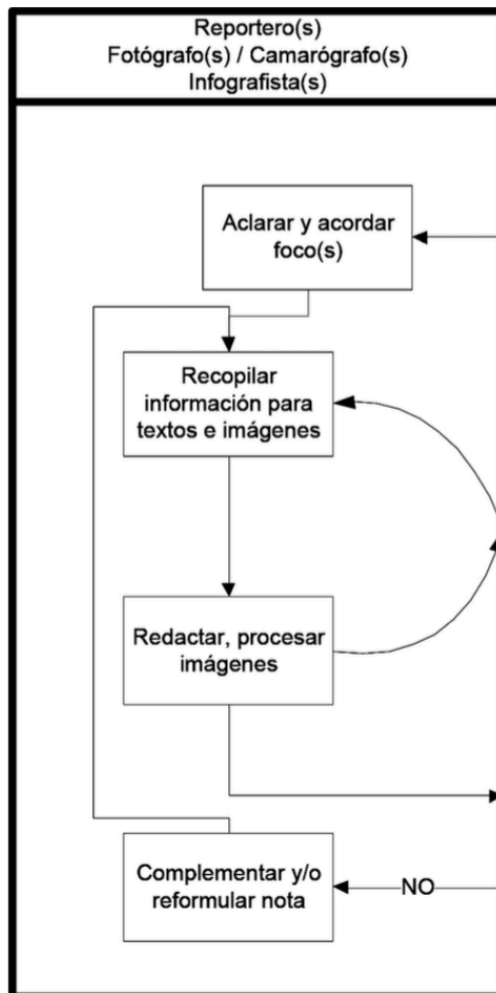 Reportero(s)
Fotógrafo(s) / Camarógrafo(s)
Infografista(s)
Aclarar y acordar
foco(s)
Recopilar
información para
textos e imágenes
Redactar, procesar
imágenes
Complementar y/o
reformular nota
NO